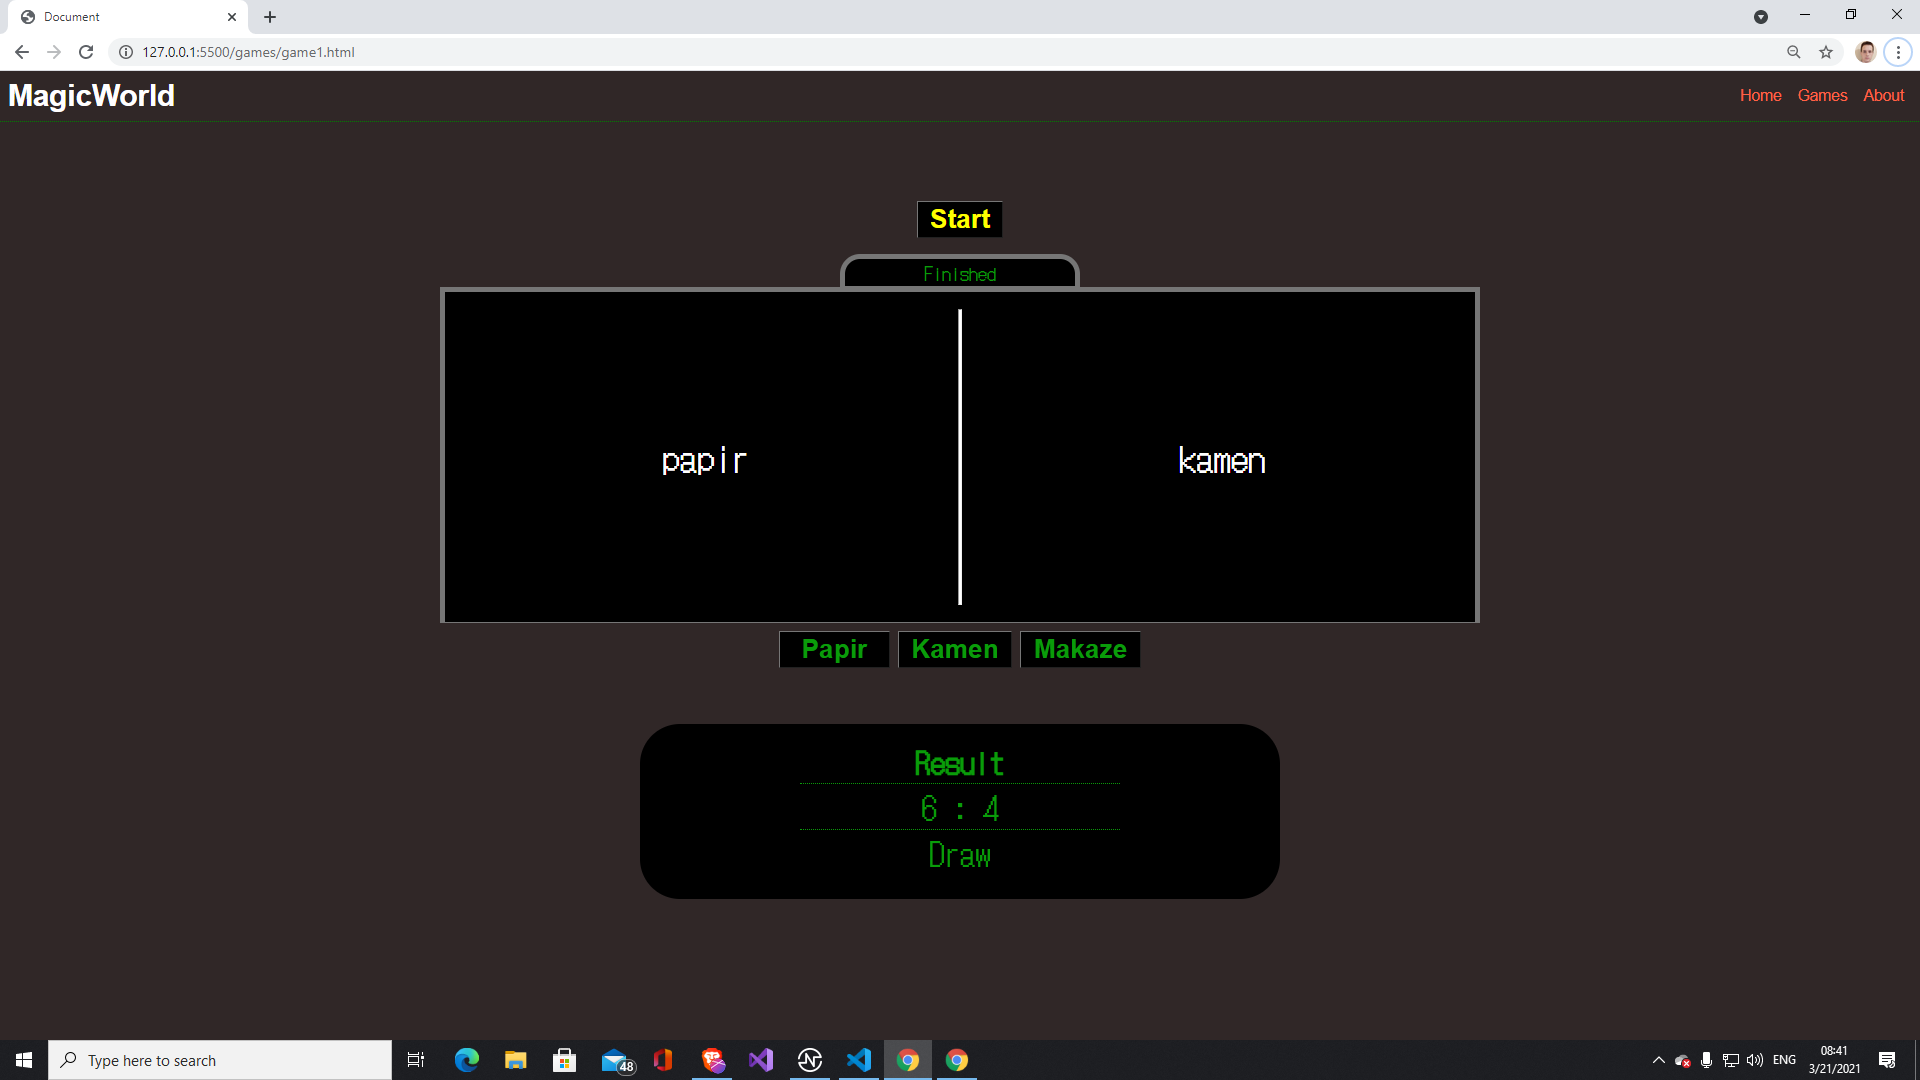 Document
127.0.0.1:5500/games/game1.html
MagicWorld
Home Games About
Start
Finished
papir kamen
Papir Kamen Makaze
Result
6 : 4
Draw
Type here to search
48
ENG
08:41
3/21/2021